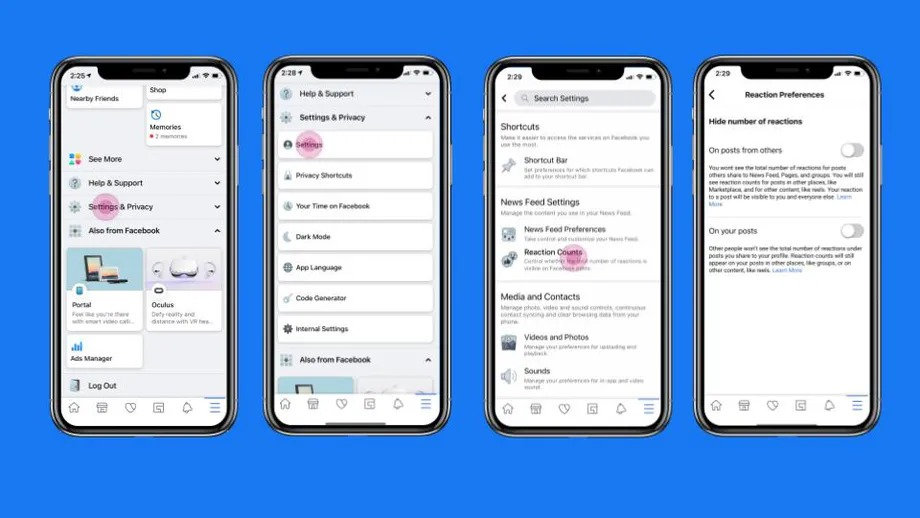 2:25
Nearby Friends
Shop
Memories
2 memories
See More
Help & Support
Settings & Privacy
Also from Facebook
Portal
Feel like you're there
with smart video calli...
Oculus
Defy reality and
distance with VR hea...
Ads Manager
Log Out
2:28
Help & Support
Settings & Privacy
Settings
Privacy Shortcuts
Your Time on Facebook
Dark Mode
App Language
Code Generator
Internal Settings
Also from Facebook
2:29
Search Settings
Shortcuts
Make it easier to access the services on Facebook you
use the most.
Shortcut Bar
Set preferences for which shortcuts Facebook can
add to your shortcut bar.
News Feed Settings
Manage the content you see in your News Feed.
News Feed Preferences
Take control and customize your News Feed.
Reaction Counts
Control whether the total number of reactions is
visible on Facebook posts.
Media and Contacts
Manage photo, video and sound controls, continuous
contact syncing and clear browsing data from your
phone.
Videos and Photos
Manage your preferences for uploading and
playback.
Sounds
Manage your preferences for in app and video
sound.
2:29
Reaction Preferences
Hide number of reactions
On posts from others
You wont see the total number of reactions for posts
others share to News Feed, Pages, and groups. You will still
see reaction counts for posts in other places, like
Marketplace, and for other content, like reels. Your reaction
to a post will be visible to you and everyone else. Learn
More
On your posts
Other people won't see the total number of reactions under
posts you share to your profile. Reaction counts will still
appear on your posts in other places, like groups, or on
other content, like reels. Learn More